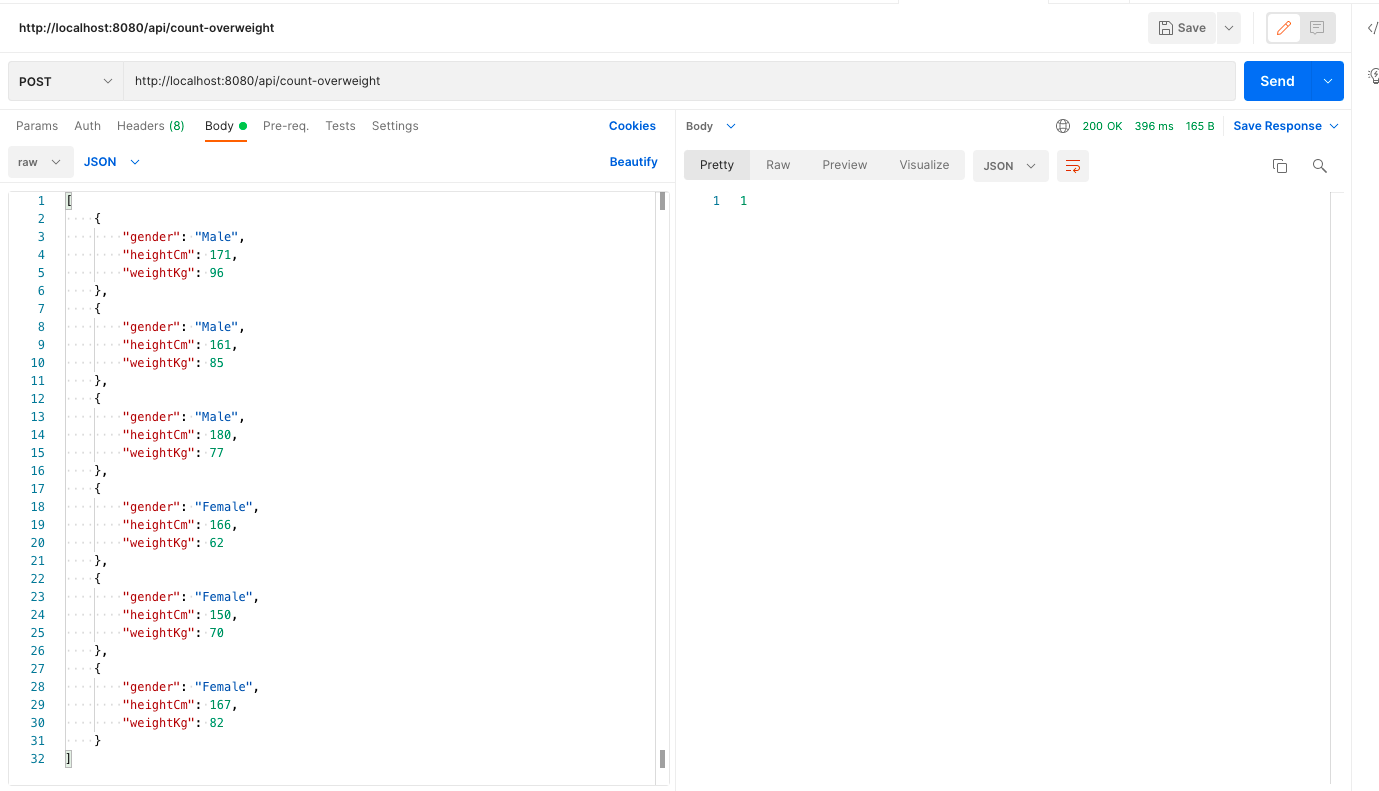 http://localhost:8080/api/count-overweight
Save
POST
http://localhost:8080/api/count-overweight
Send
Params Auth Headers (8) Body Pre-req. Tests Settings Cookies
raw JSON Beautify
1 [
2 {
3 "gender": "Male",
4 "heightCm": 171,
5 "weightKg": 96
6 },
7 {
8 "gender": "Male",
9 "heightCm": 161,
10 "weightKg": 85
11 },
12 {
13 "gender": "Male",
14 "heightCm": 180,
15 "weightKg": 77
16 },
17 {
18 "gender": "Female",
19 "heightCm": 166,
20 "weightKg": 62
21 },
22 {
23 "gender": "Female",
24 "heightCm": 150,
25 "weightKg": 70
26 },
27 {
28 "gender": "Female",
29 "heightCm": 167,
30 "weightKg": 82
31 }
32 ]
Body 200 OK 396 ms 165 B Save Response
Pretty Raw Preview Visualize JSON
1 1